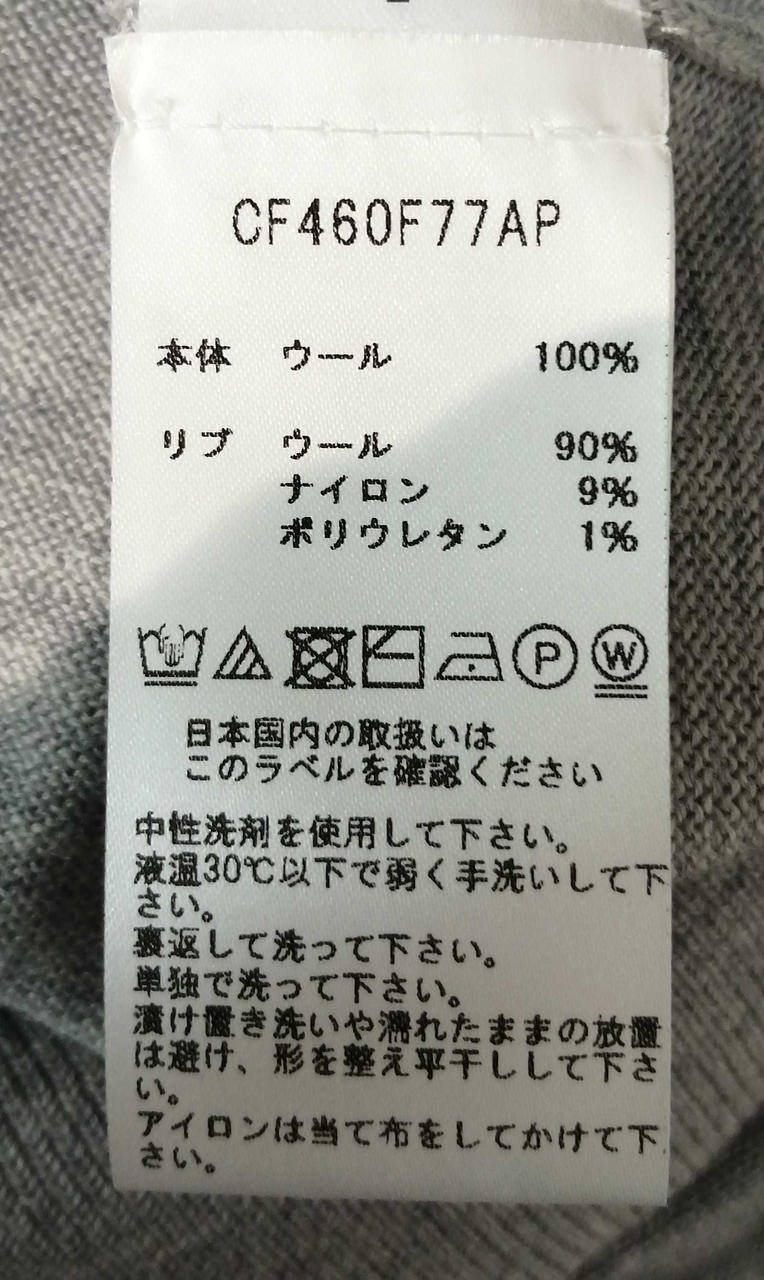 CF460F77AP
本体 ウール 100%
リブ ウール 90%
ナイロン 9%
ポリウレタン 1%
P W
日本国内の取扱いは
このラベルを確認ください
中性洗剤を使用して下さい。
液温30℃以下で弱く手洗いして下
さい。
裏返して洗って下さい。
単独で洗って下さい。
漬け置き洗いや濡れたままの放置
は避け、形を整え平干しして下さ
い。
アイロンは当て布をしてかけて下
さい。